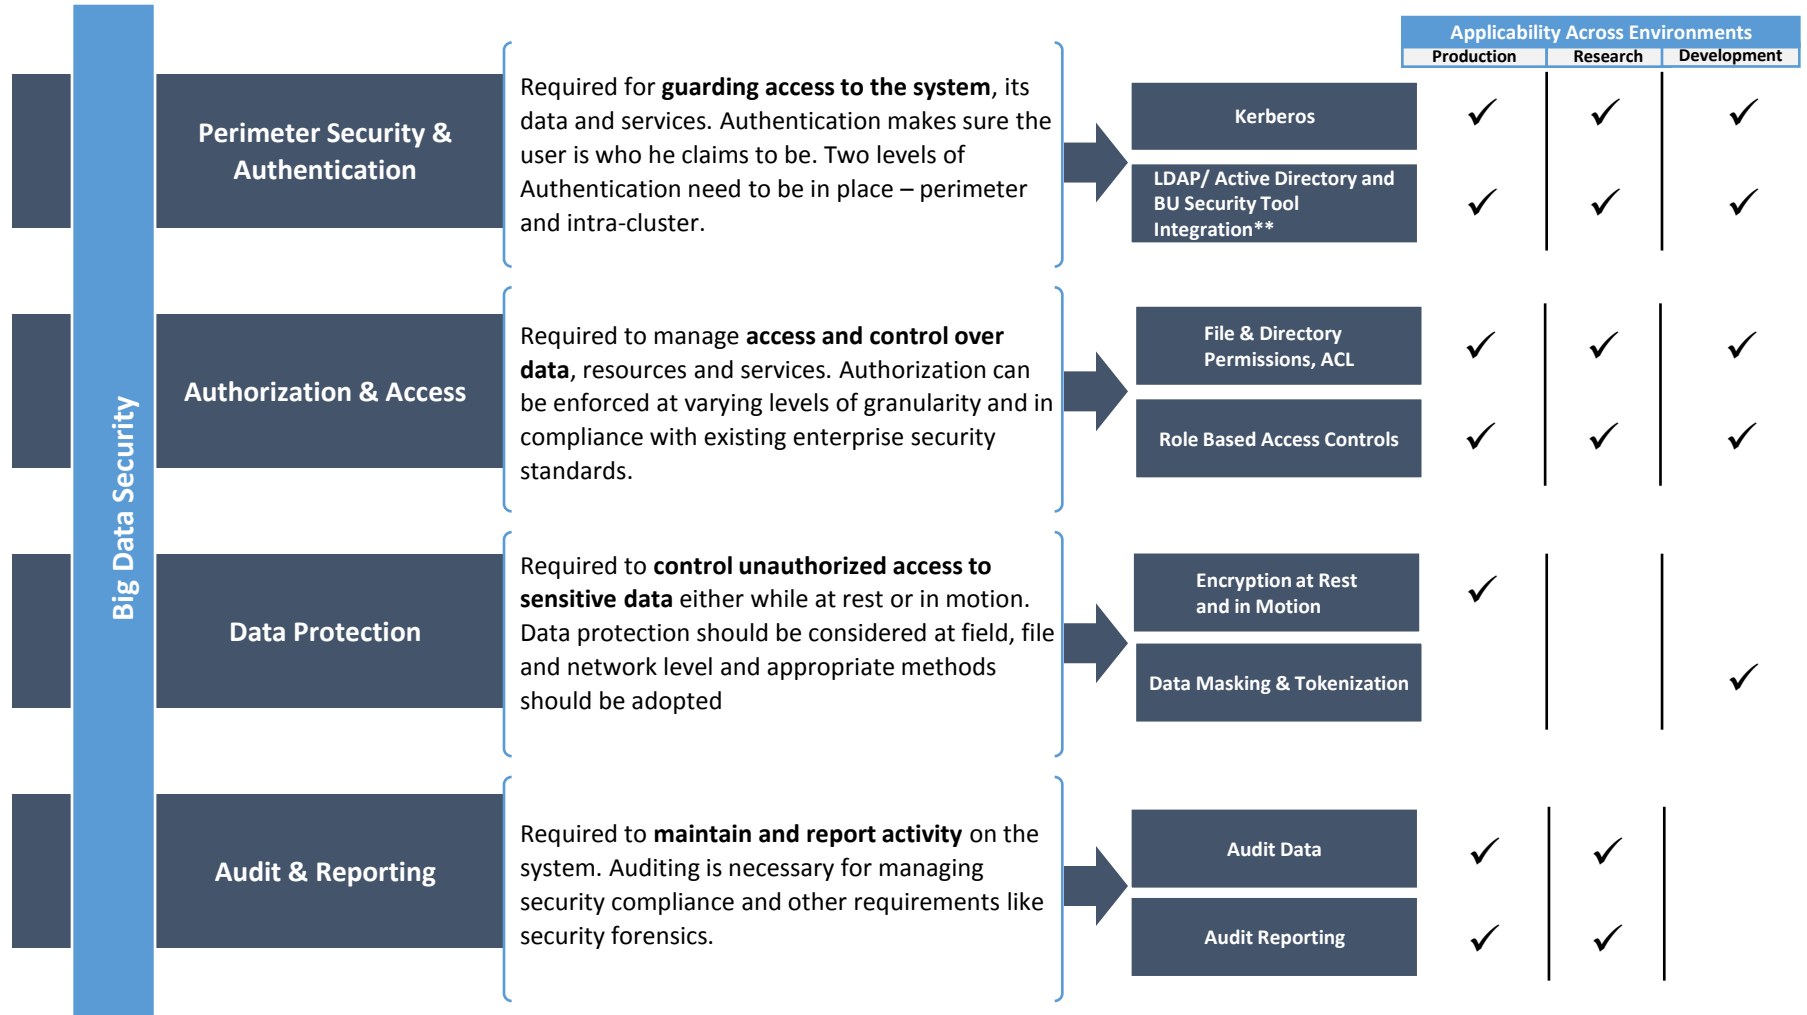 Applicability Across Environments
Production Research Development
Big Data Security
Perimeter Security &
Authentication
Required for guarding access to the system, its
data and services. Authentication makes sure the
user is who he claims to be. Two levels of
Authentication need to be in place – perimeter
and intra-cluster.
Kerberos
LDAP/ Active Directory and
BU Security Tool
Integration**
Authorization & Access
Required to manage access and control over
data, resources and services. Authorization can
be enforced at varying levels of granularity and in
compliance with existing enterprise security
standards.
File & Directory
Permissions, ACL
Role Based Access Controls
Data Protection
Required to control unauthorized access to
sensitive data either while at rest or in motion.
Data protection should be considered at field, file
and network level and appropriate methods
should be adopted
Encryption at Rest
and in Motion
Data Masking & Tokenization
Audit & Reporting
Required to maintain and report activity on the
system. Auditing is necessary for managing
security compliance and other requirements like
security forensics.
Audit Data
Audit Reporting